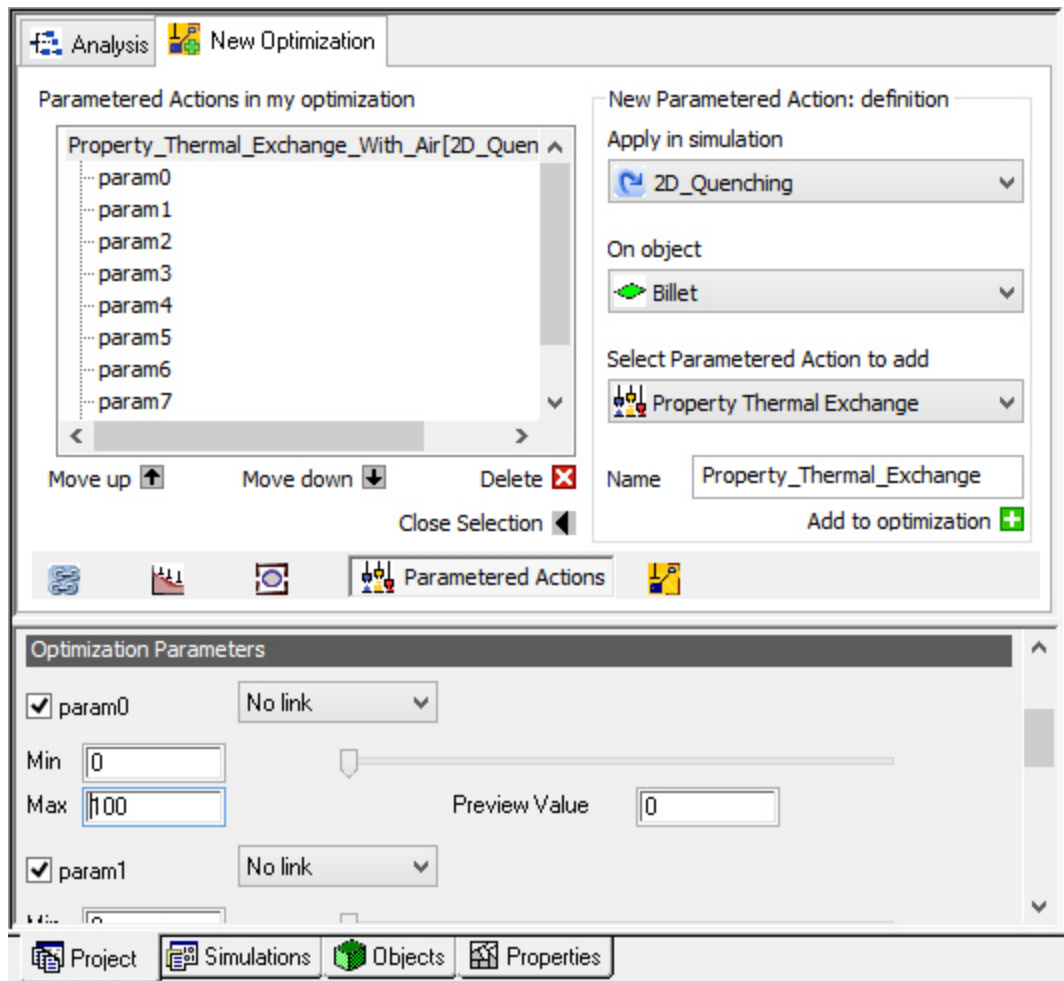 Analysis
New Optimization
Parametered Actions in my optimization
Property_Thermal_Exchange_With_Air[2D_Quen
param0
param1
param2
param3
param4
param5
param6
param7
Move up
Move down
Delete
Close Selection
New Parametered Action: definition
Apply in simulation
2D_Quenching
On object
Billet
Select Parametered Action to add
Property Thermal Exchange
Name
Property_Thermal_Exchange
Add to optimization
Parametered Actions
Optimization Parameters
param0
No link
Min
0
Max
100
Preview Value
0
param1
No link
Min
0
Project
Simulations
Objects
Properties